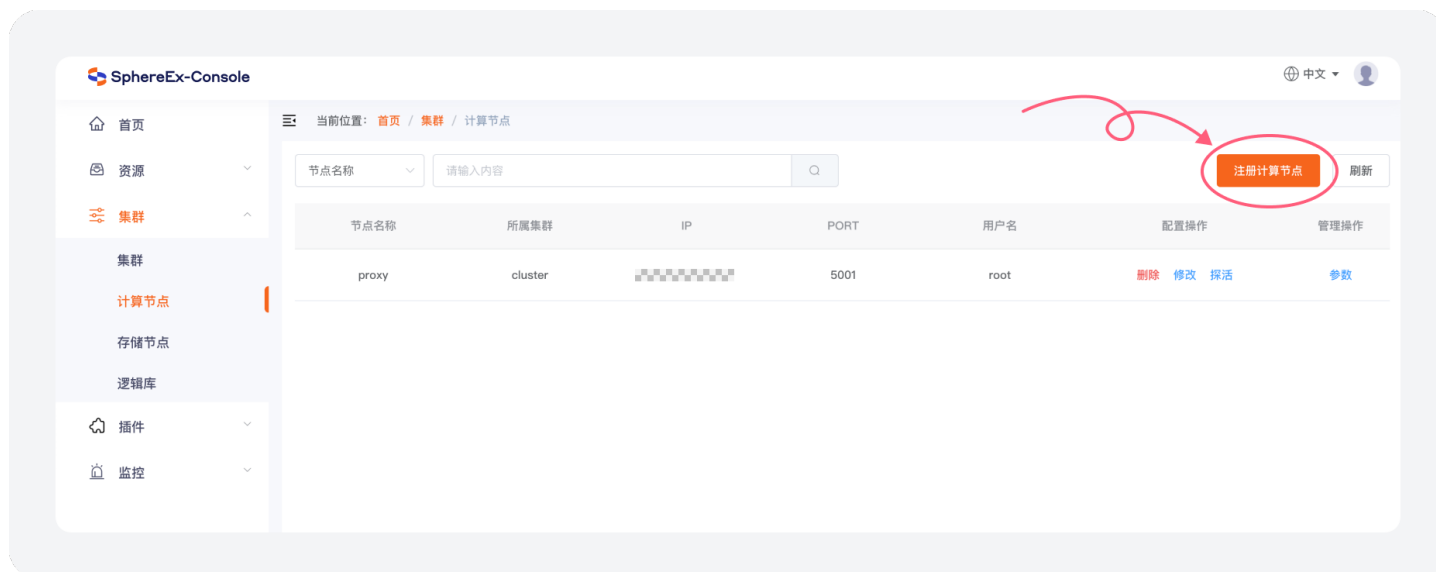 SphereEx-Console
中文
首页
资源
集群
集群
计算节点
存储节点
逻辑库
插件
监控
当前位置: 首页 / 集群 / 计算节点
节点名称 请输入内容 注册计算节点 刷新
节点名称 所属集群 IP PORT 用户名 配置操作 管理操作
proxy cluster 5001 root 删除 修改 探活 参数